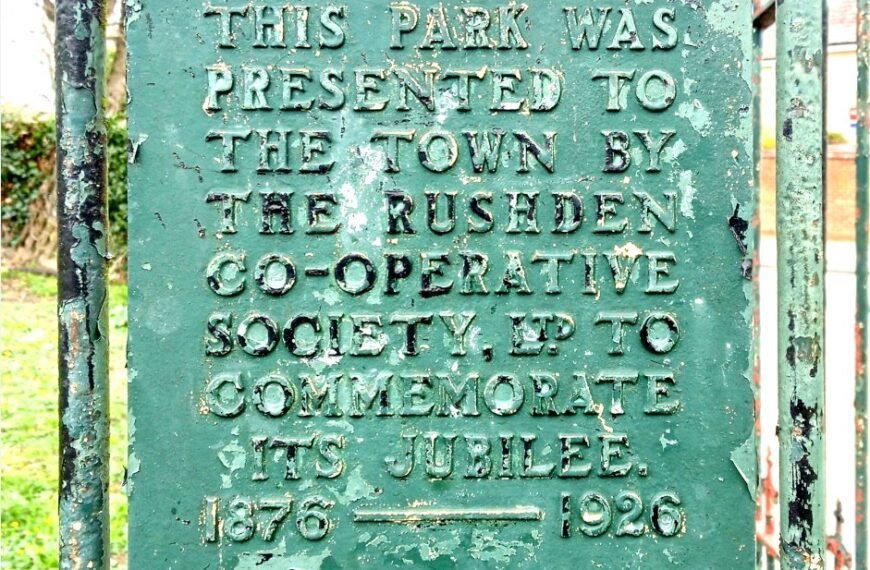 THIS PARK WAS
PRESENTED TO
THE TOWN BY
THE RUSHDEN
CO-OPERATIVE
SOCIETY, LTD TO
COMMEMORATE
ITS JUBILEE.
1876 — 1926